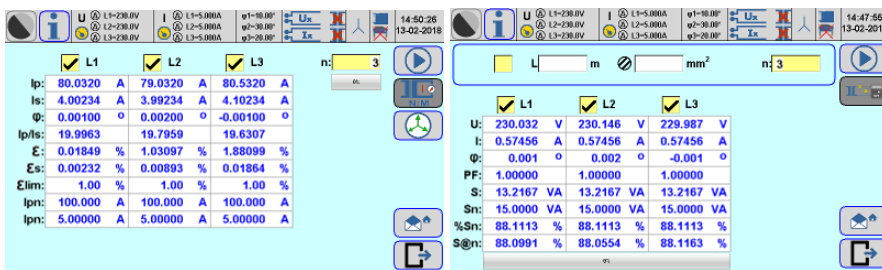 U L1=230.0V L1=230.0V L3=230.0V
I L1=5.000A L2=5.000A L3=5.000A
φ1=10.00° φ2=30.00° φ3=20.00°
Ux
Ix
14:50:26
13-02-2018
L1 L2 L3 n: 3
Ip: 80.0320 A 79.0320 A 80.5320 A
Is: 4.00234 A 3.99234 A 4.10234 A
φ: 0.00100 o 0.00200 o -0.00100 o
Ip/Is: 19.9963 19.7959 19.6307
Ɛ: 0.01849 % 1.03097 % 1.88099 %
Ɛs: 0.00232 % 0.00893 % 0.01864 %
Ɛlim: 1.00 % 1.00 % 1.00 %
Ipn: 100.000 A 100.000 A 100.000 A
Ipn: 5.00000 A 5.00000 A 5.00000 A
N:M
U L1=230.0V L2=230.0V L3=230.0V
I L1=5.000A L2=5.000A L3=5.000A
φ1=10.00° φ2=30.00° φ3=20.00°
Ux
Ix
14:47:55
13-02-201
L m mm² n: 3
L1 L2 L3
U: 230.032 V 230.146 V 229.987 V
I: 0.57456 A 0.57456 A 0.57456 A
φ: 0.001 o 0.002 o -0.001 o
PF: 1.00000 1.00000 1.00000
S: 13.2167 VA 13.2167 VA 13.2167 VA
Sn: 15.0000 VA 15.0000 VA 15.0000 VA
%Sn: 88.1113 % 88.1113 % 88.1113 %
S@n: 88.0991 % 88.0554 % 88.1163 %